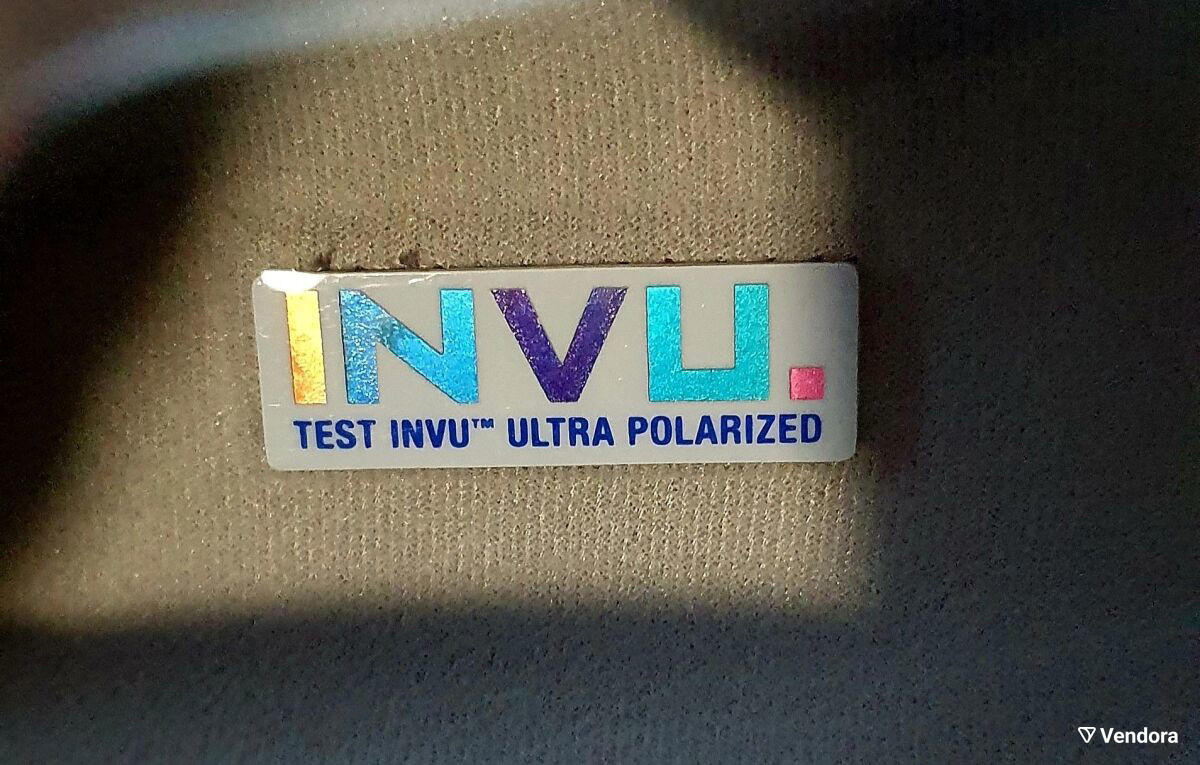 INVU.
TEST INVU™ ULTRA POLARIZED
Vendora